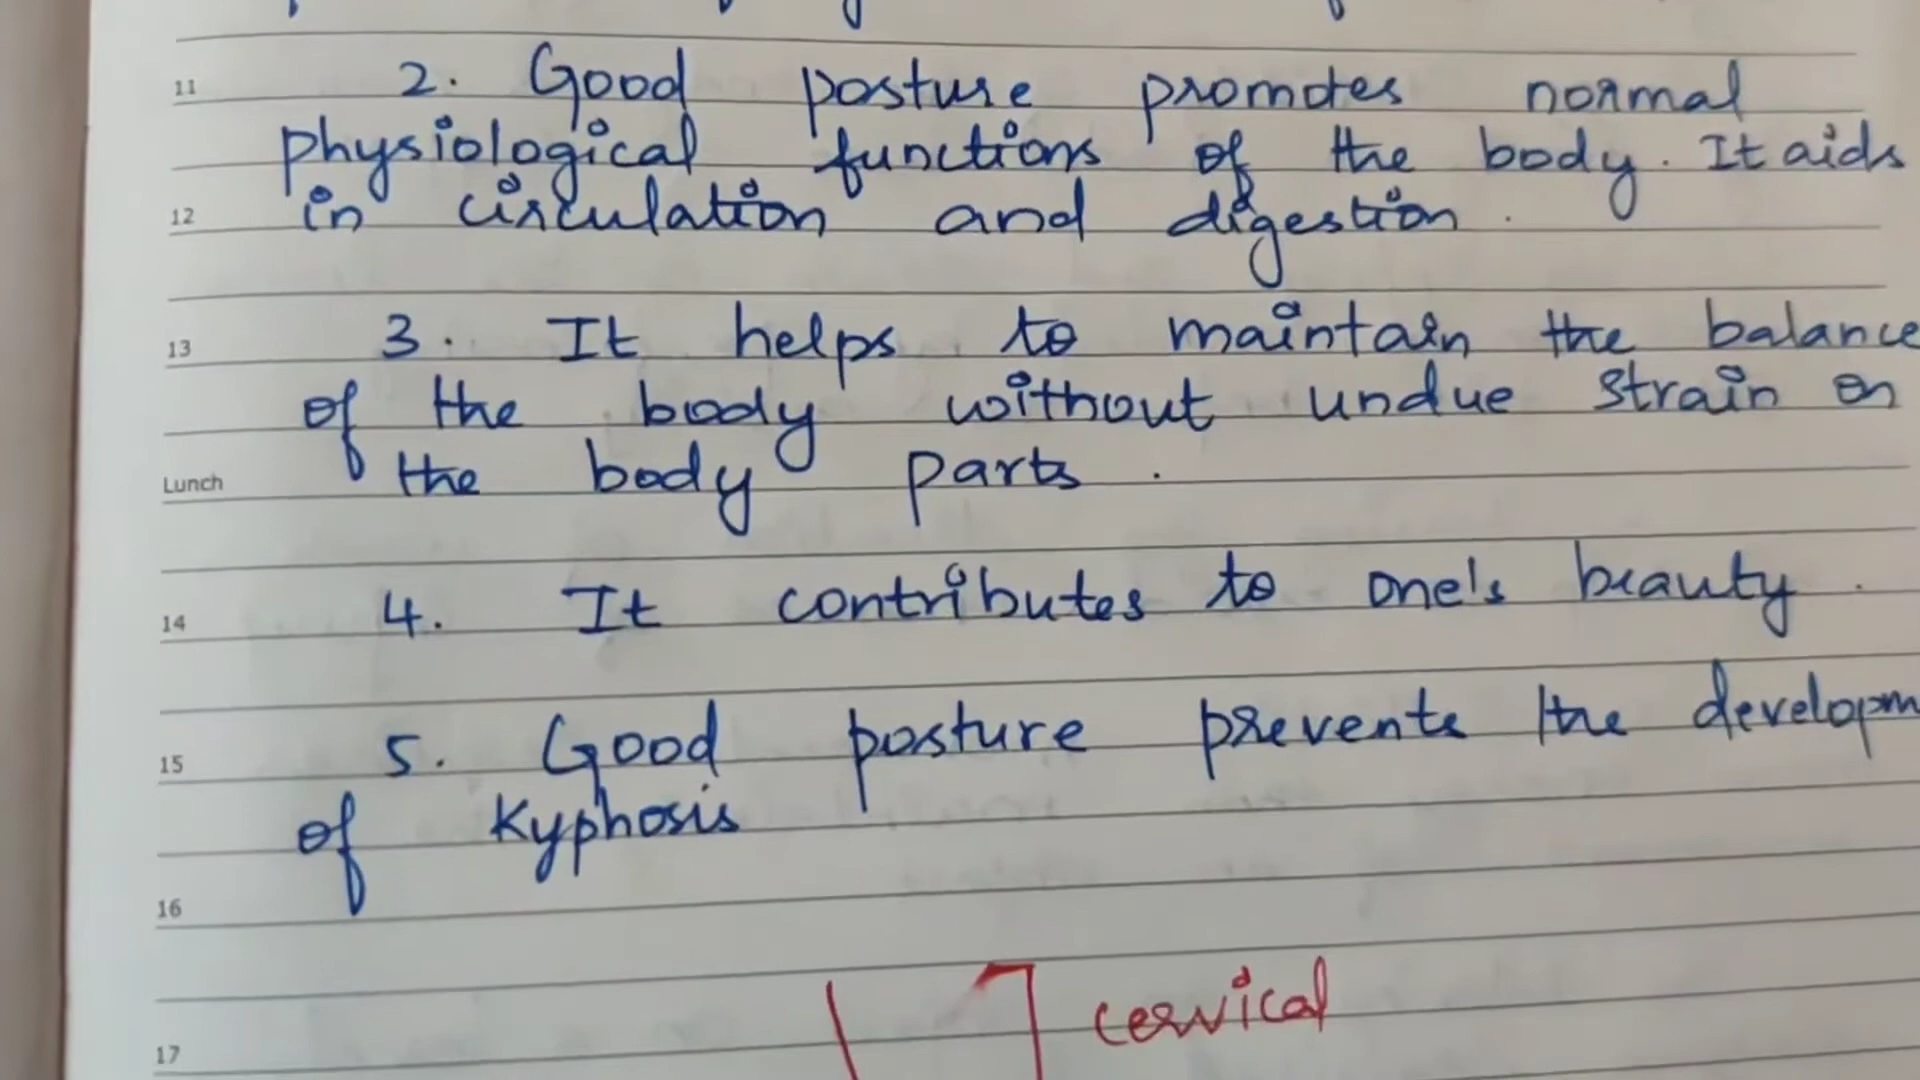 11
2. Good posture promotes normal
physiological functions of the body. It aids
12
in circulation and digestion.
13
3. It helps to maintain the balance
of the body without undue strain on
Lunch
the body parts.
14
4. It contributes to one's beauty.
15
5. Good posture prevents the developm
of kyphosis
16
cervical
17